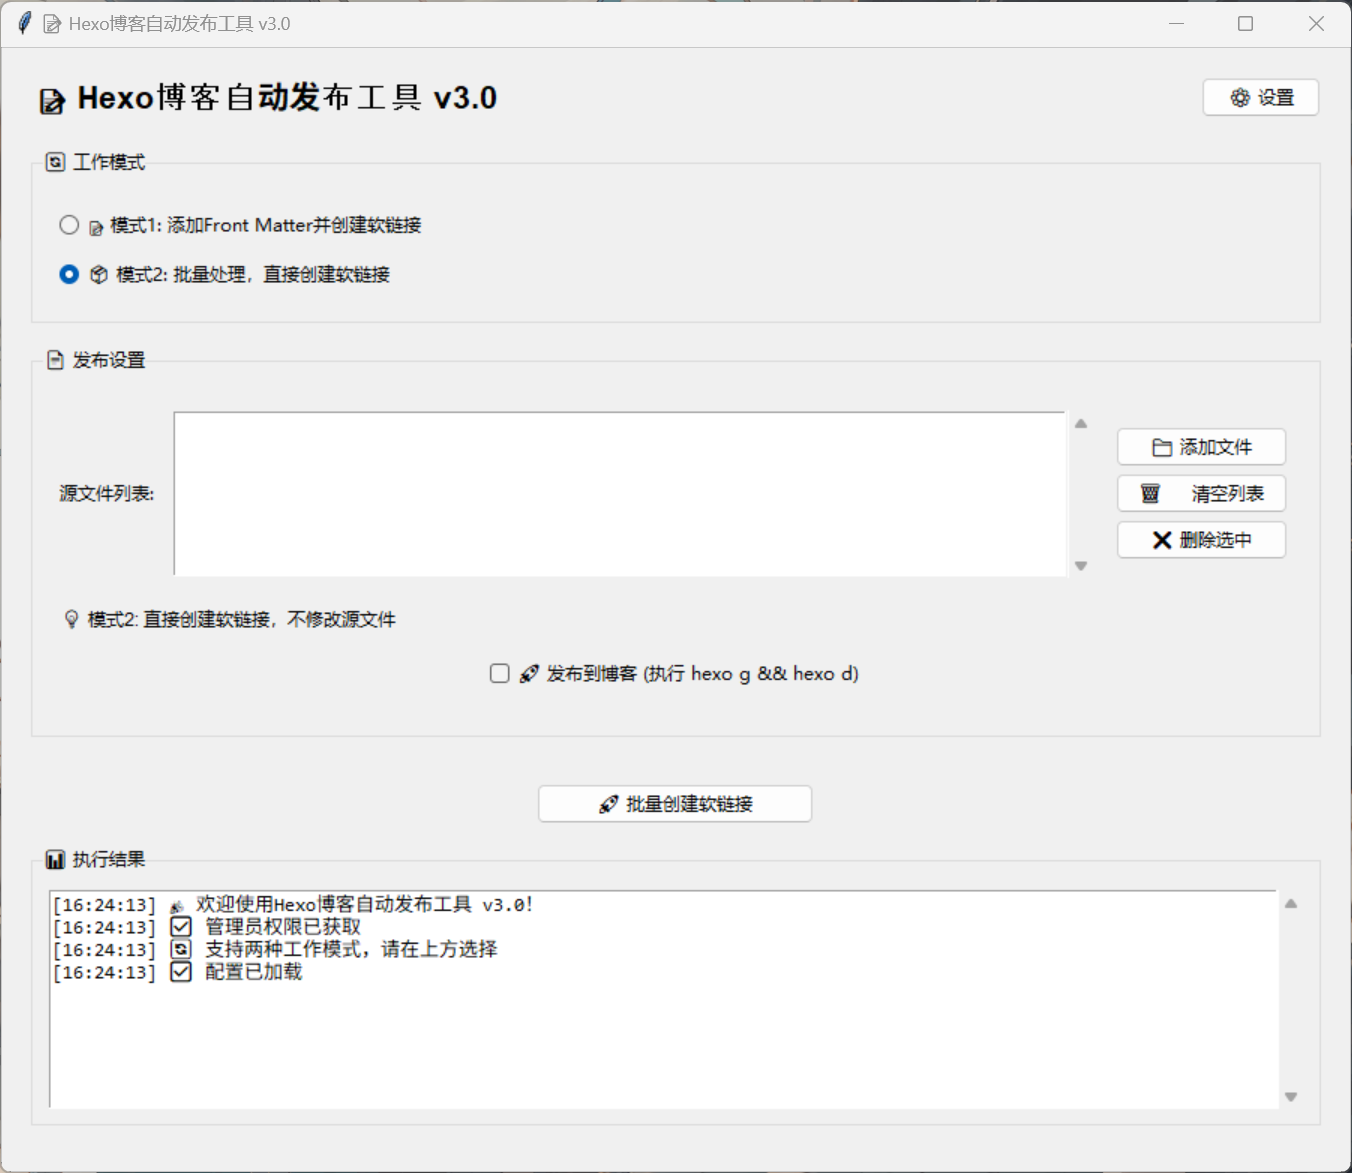 Hexo博客自动发布工具 v3.0
Hexo博客自动发布工具 v3.0
设置
工作模式
模式1: 添加Front Matter并创建软链接
模式2: 批量处理，直接创建软链接
发布设置
源文件列表:
添加文件
清空列表
删除选中
模式2: 直接创建软链接，不修改源文件
发布到博客 (执行 hexo g && hexo d)
批量创建软链接
执行结果
[16:24:13] 欢迎使用Hexo博客自动发布工具 v3.0!
[16:24:13] 管理员权限已获取
[16:24:13] 支持两种工作模式，请在上方选择
[16:24:13] 配置已加载